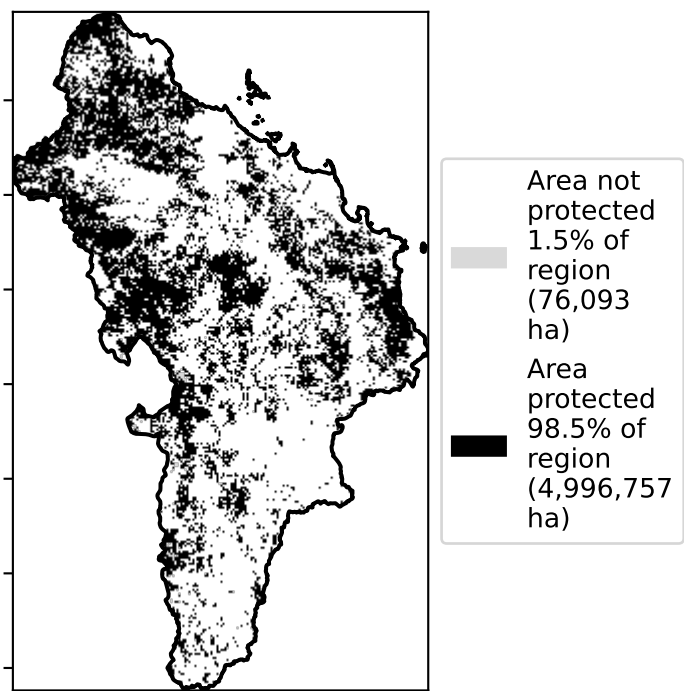 Area not
protected
1.5% of
region
(76,093
ha)
Area
protected
98.5% of
region
(4,996,757
ha)